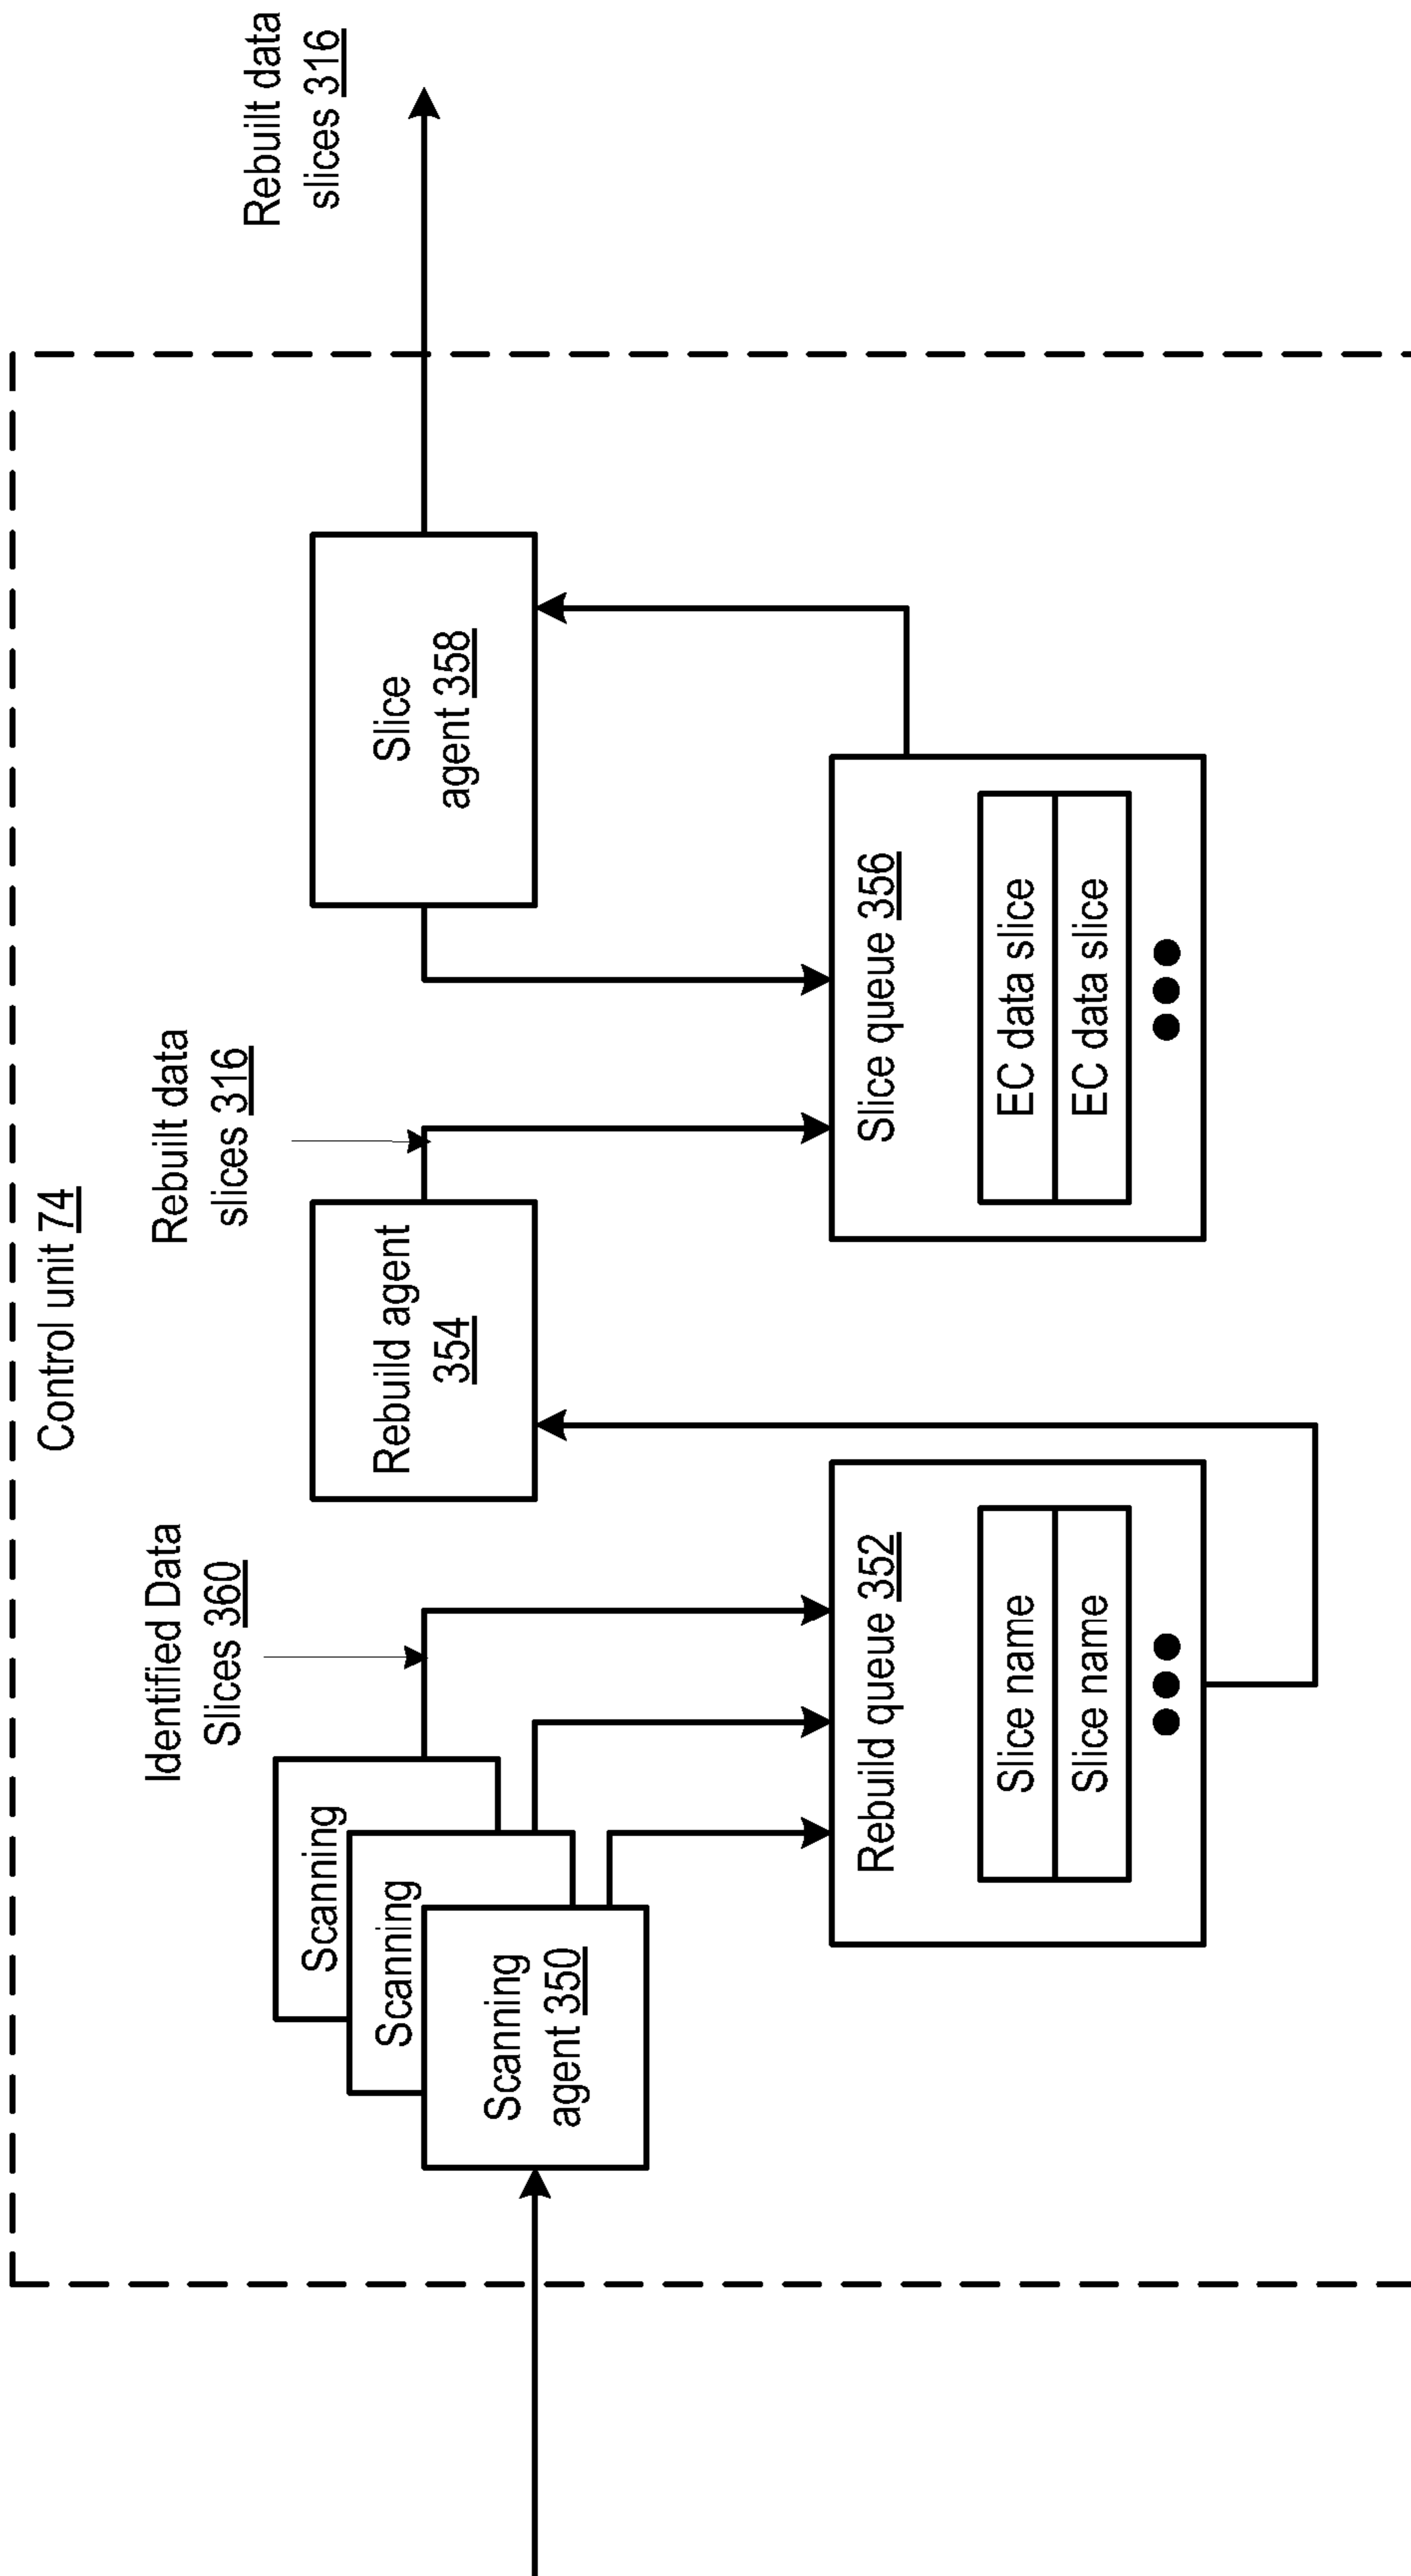 Control unit 74
Identified Data
Slices 360
Rebuilt data
slices 316
Rebuilt data
slices 316
Scanning
Scanning
Scanning
agent 350
Rebuild agent
354
Slice
agent 358
Rebuild queue 352
Slice name
Slice name
Slice queue 356
EC data slice
EC data slice